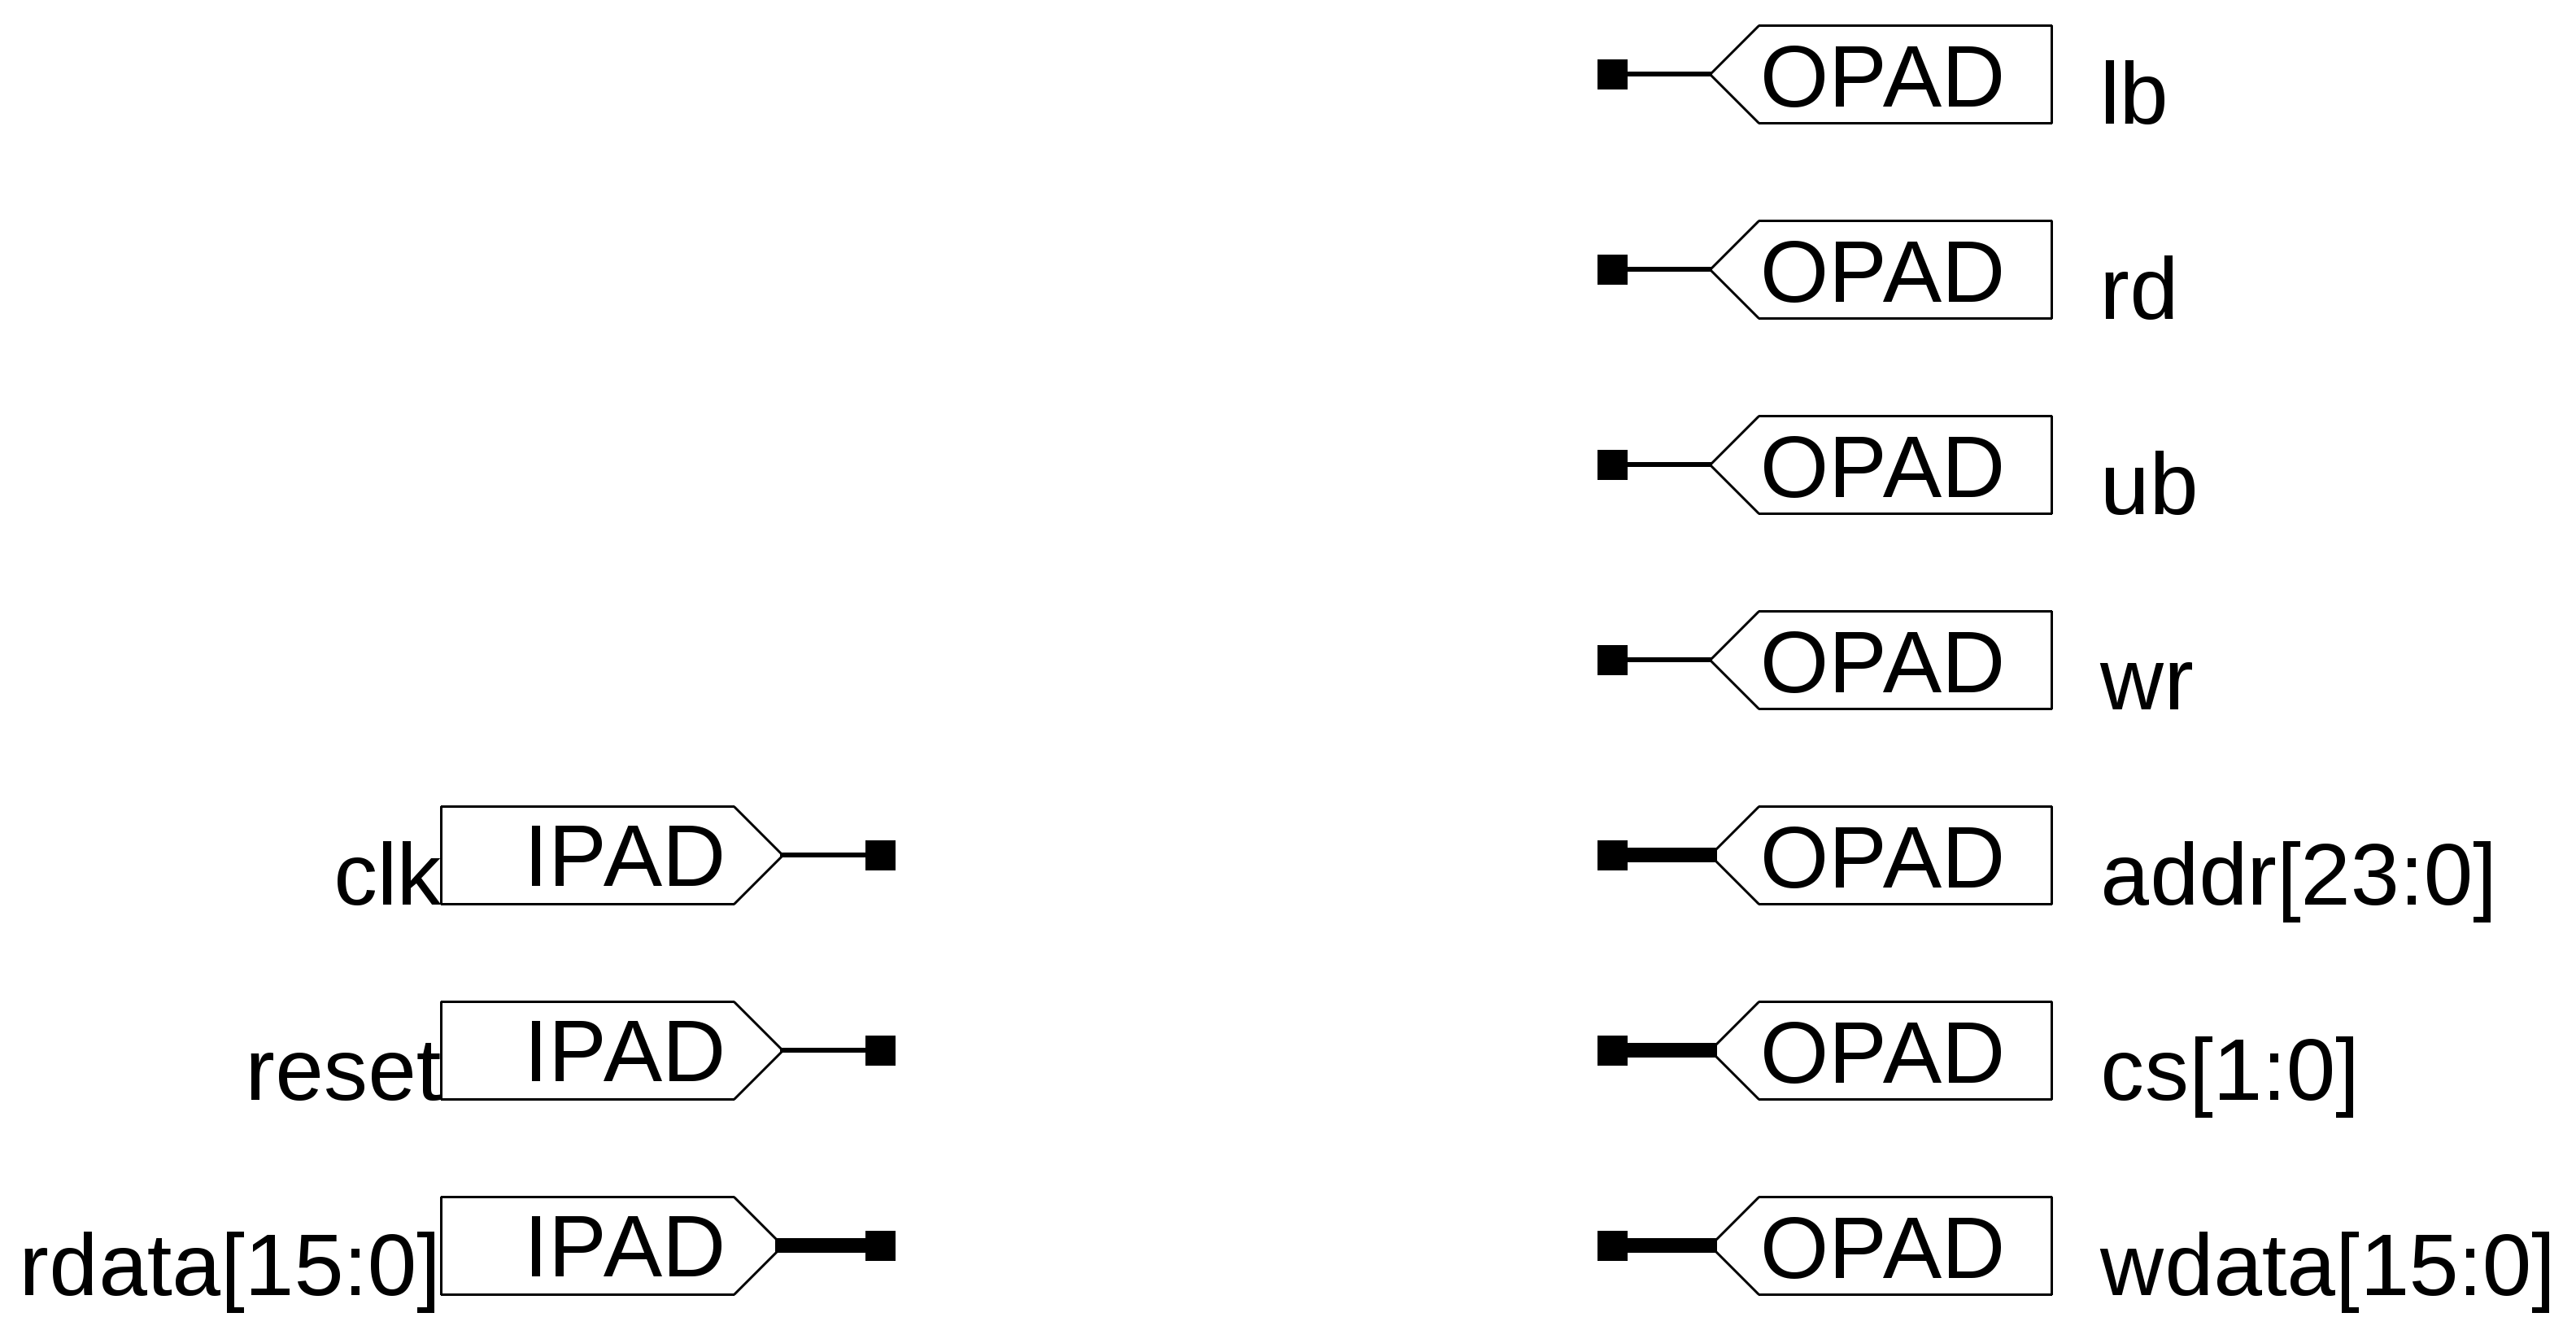 OPAD lb
OPAD rd
OPAD ub
OPAD wr
clk IPAD OPAD addr[23:0]
reset IPAD OPAD cs[1:0]
rdata[15:0] IPAD OPAD wdata[15:0]